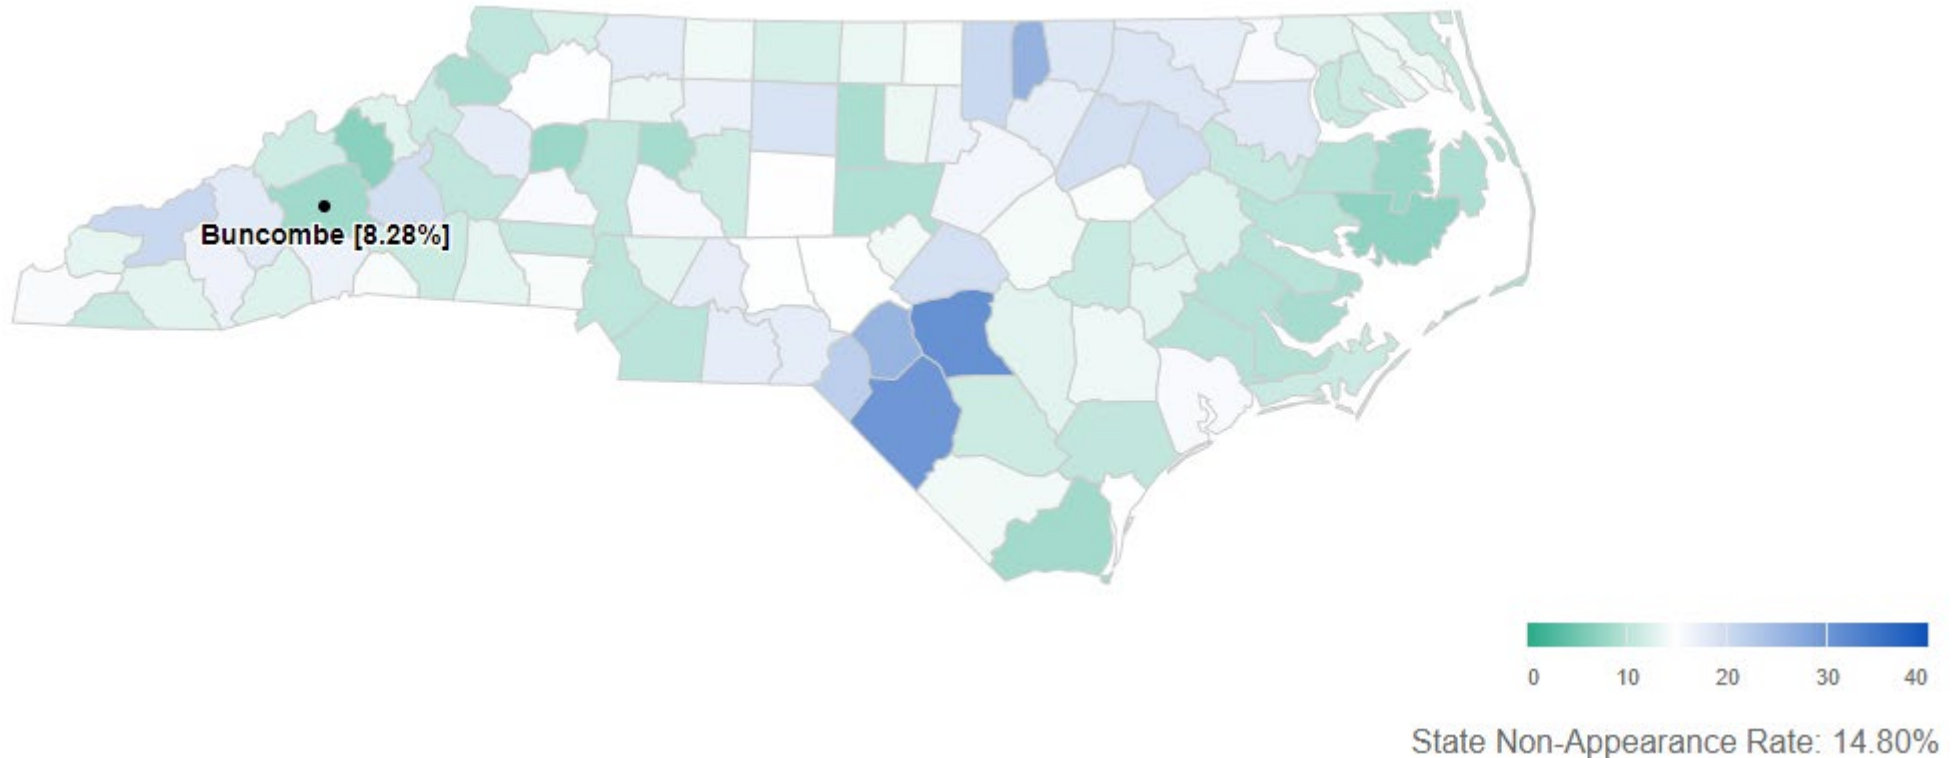 Buncombe [8.28%]
0 10 20 30 40
State Non-Appearance Rate: 14.80%